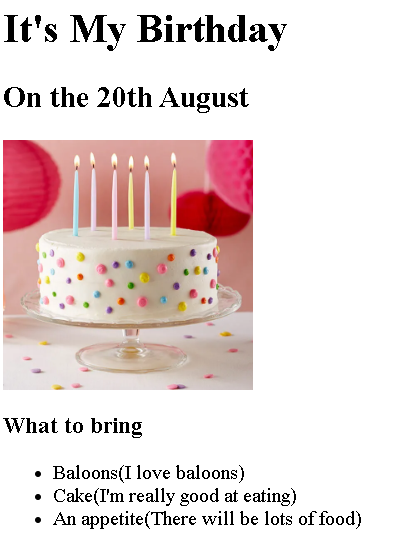 It's My Birthday
On the 20th August
What to bring
Baloons(I love baloons)
Cake(I'm really good at eating)
An appetite(There will be lots of food)